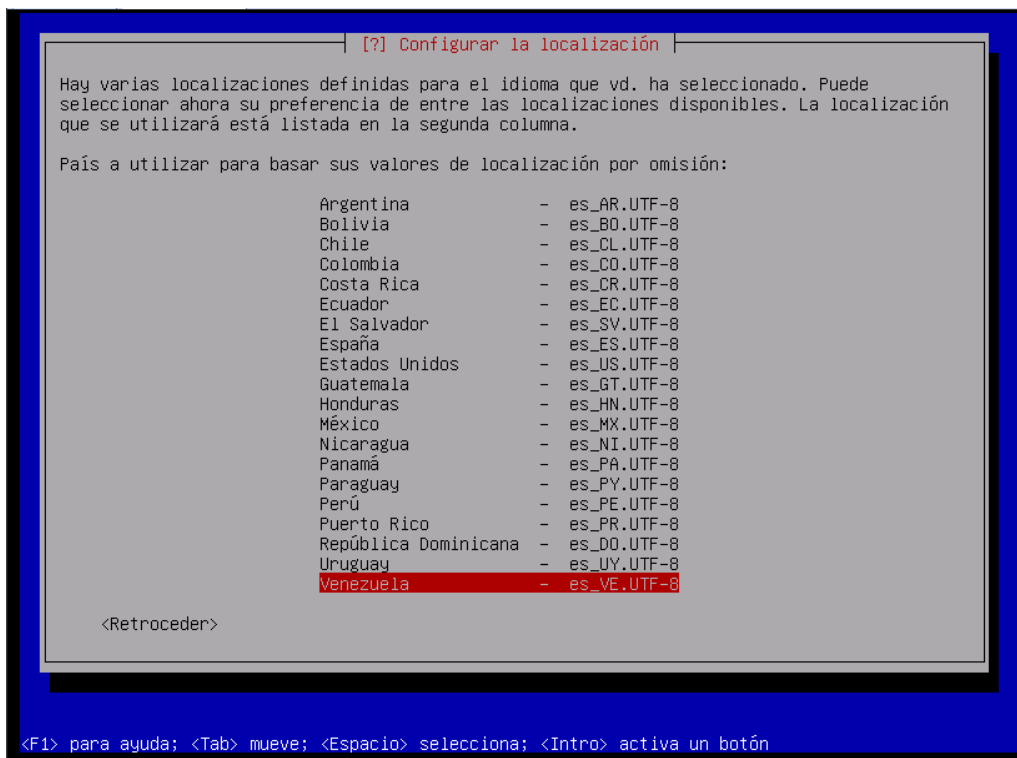 [?] Configurar la localización
Hay varias localizaciones definidas para el idioma que vd. ha seleccionado. Puede
seleccionar ahora su preferencia de entre las localizaciones disponibles. La localización
que se utilizará está listada en la segunda columna.
País a utilizar para basar sus valores de localización por omisión:
Argentina - es_AR.UTF-8
Bolivia - es_BO.UTF-8
Chile - es_CL.UTF-8
Colombia - es_CO.UTF-8
Costa Rica - es_CR.UTF-8
Ecuador - es_EC.UTF-8
El Salvador - es_SV.UTF-8
España - es_ES.UTF-8
Estados Unidos - es_US.UTF-8
Guatemala - es_GT.UTF-8
Honduras - es_HN.UTF-8
México - es_MX.UTF-8
Nicaragua - es_NI.UTF-8
Panamá - es_PA.UTF-8
Paraguay - es_PY.UTF-8
Perú - es_PE.UTF-8
Puerto Rico - es_PR.UTF-8
República Dominicana - es_DO.UTF-8
Uruguay - es_UY.UTF-8
Venezuela - es_VE.UTF-8
<Retroceder>
<F1> para ayuda; <Tab> mueve; <Espacio> selecciona; <Intro> activa un botón